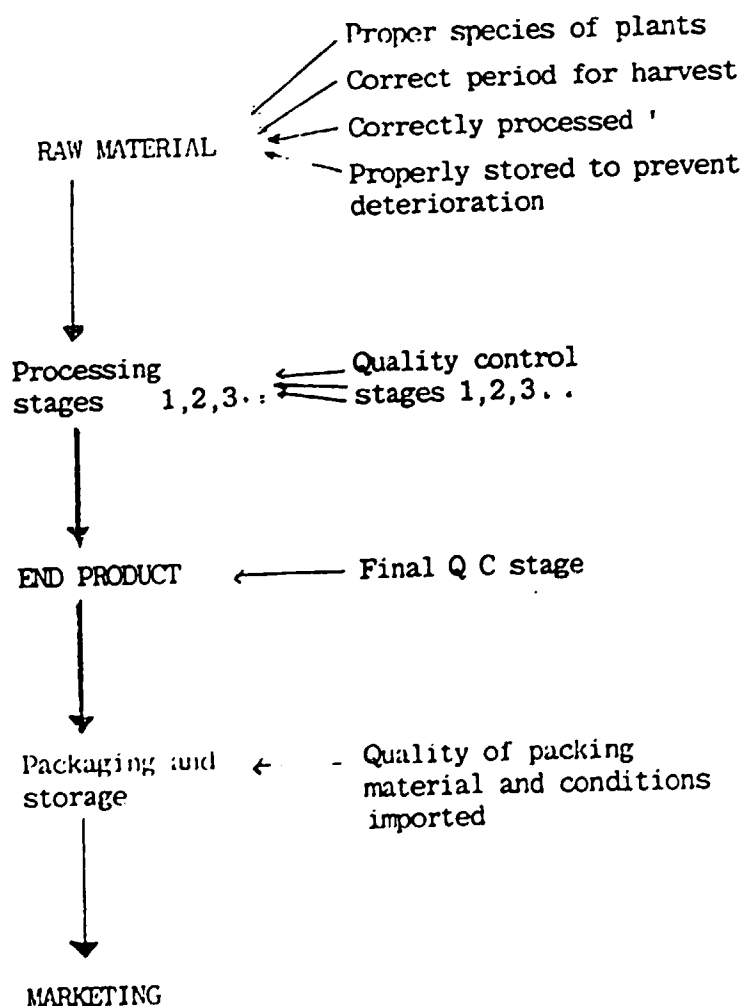 Proper species of plants
Correct period for harvest
RAW MATERIAL
Correctly processed '
Properly stored to prevent
deterioration
Processing
stages 1,2,3..
Quality control
stages 1,2,3..
END PRODUCT
Final Q C stage
Packaging and
storage
Quality of packing
material and conditions
imported
MARKETING